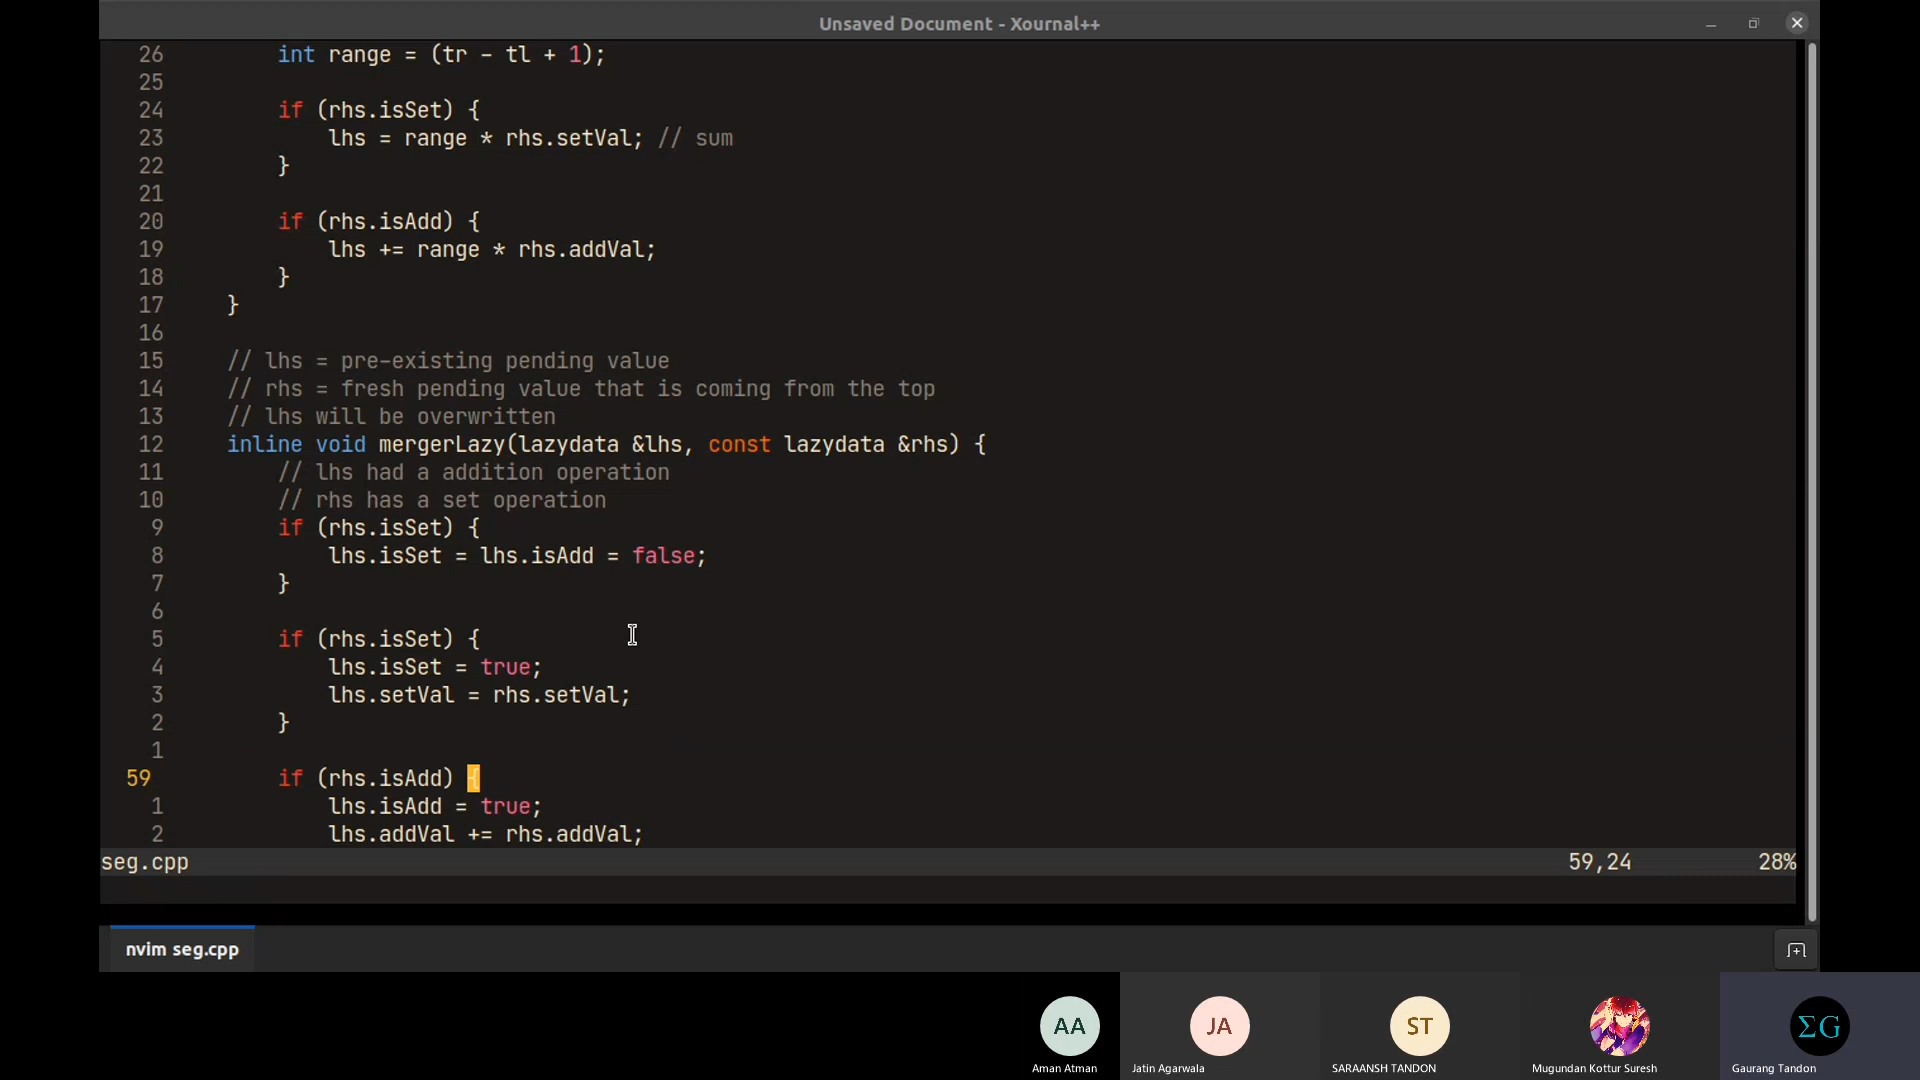 Unsaved Document - Xournal++
26 int range = (tr - tl + 1);
25
24 if (rhs.isSet) {
23 lhs = range * rhs.setVal; // sum
22 }
21
20 if (rhs.isAdd) {
19 lhs += range * rhs.addVal;
18 }
17 }
16
15 // lhs = pre-existing pending value
14 // rhs = fresh pending value that is coming from the top
13 // lhs will be overwritten
12 inline void mergerLazy(lazydata &lhs, const lazydata &rhs) {
11 // lhs had a addition operation
10 // rhs has a set operation
9 if (rhs.isSet) {
8 lhs.isSet = lhs.isAdd = false;
7 }
6
5 if (rhs.isSet) {
4 lhs.isSet = true;
3 lhs.setVal = rhs.setVal;
2 }
1
59 if (rhs.isAdd) {
1 lhs.isAdd = true;
2 lhs.addVal += rhs.addVal;
seg.cpp 59,24 28%
nvim seg.cpp
AA JA ST ΣG
Aman Atman Jatin Agarwala SARAANSH TANDON Mugundan Kottur Suresh Gaurang Tandon